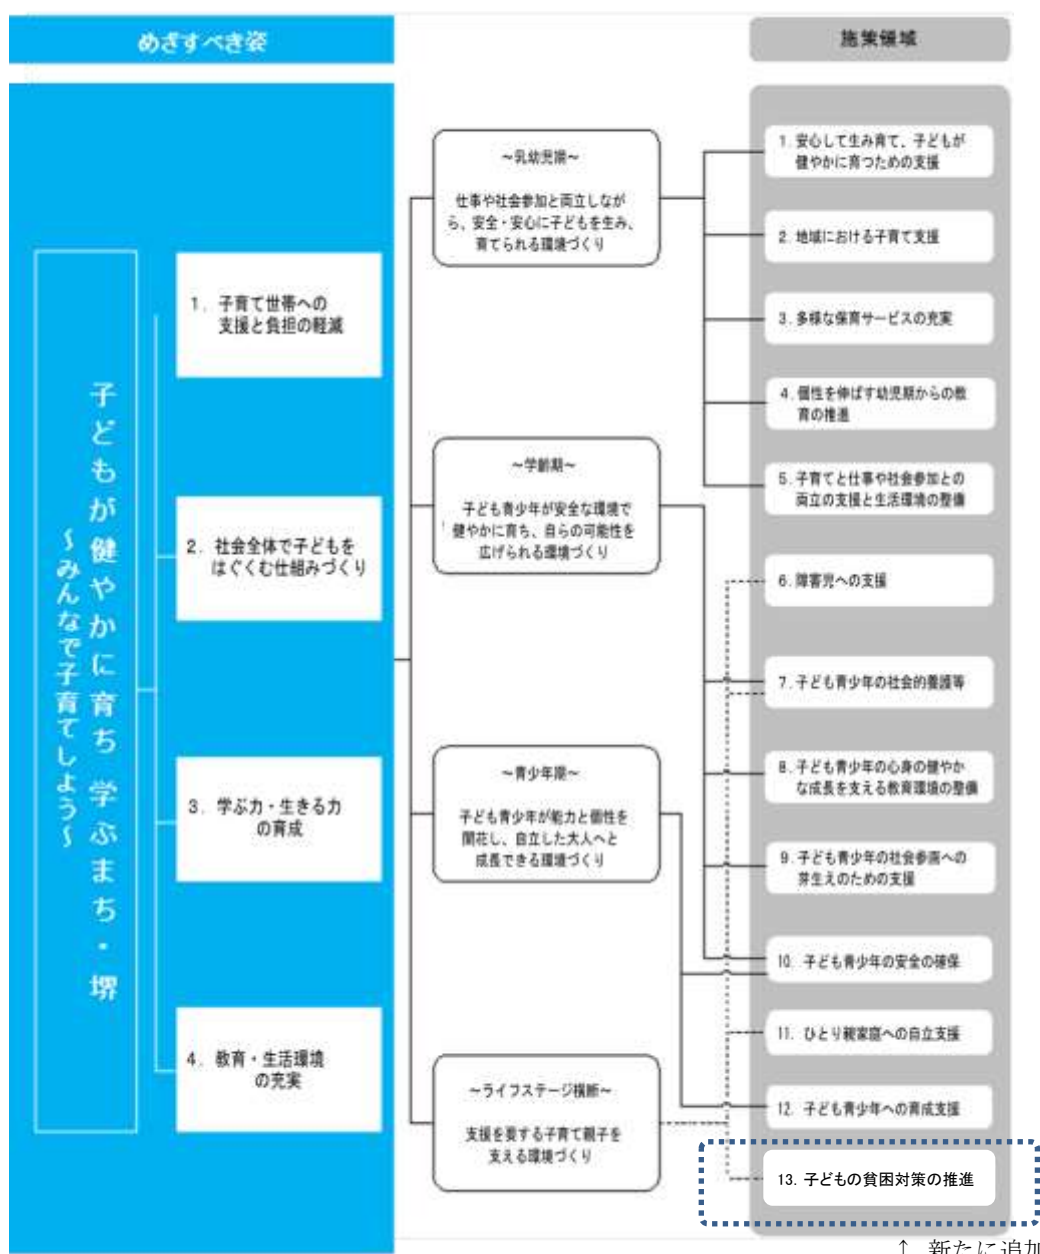 めざすべき姿
施策領域
子どもが健やかに育ち 学ぶまち・堺
～みんなで子育てしよう～
1．子育て世帯への
支援と負担の軽減
2．社会全体で子どもを
はぐくむ仕組みづくり
3．学ぶ力・生きる力
の育成
4．教育・生活環境
の充実
～乳幼児期～
仕事や社会参加と両立しなが
ら、安全・安心に子どもを生み、
育てられる環境づくり
～学齢期～
子ども青少年が安全な環境で
健やかに育ち、自らの可能性を
広げられる環境づくり
～青少年期～
子ども青少年が能力と個性を
開花し、自立した大人へと
成長できる環境づくり
～ライフステージ横断～
支援を要する子育て親子を
支える環境づくり
1．安心して生み育て、子どもが
健やかに育つための支援
2．地域における子育て支援
3．多様な保育サービスの充実
4．個性を伸ばす幼児期からの教
育の推進
5．子育てと仕事や社会参加との
両立の支援と生活環境の整備
6．障害児への支援
7．子ども青少年の社会的養護等
8．子ども青少年の心身の健やか
な成長を支える教育環境の整備
9．子ども青少年の社会参画への
芽生えのための支援
10．子ども青少年の安全の確保
11．ひとり親家庭への自立支援
12．子ども青少年への育成支援
13．子どもの貧困対策の推進
↑ 新たに追加